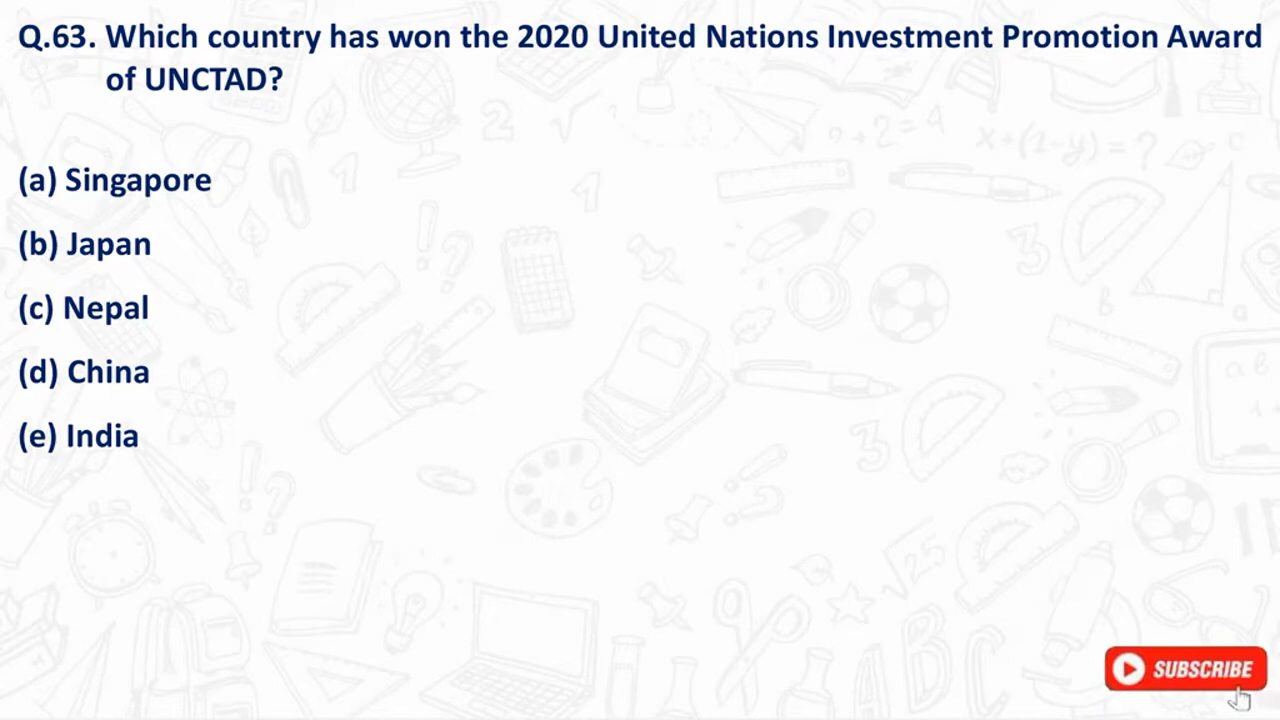 Q.63. Which country has won the 2020 United Nations Investment Promotion Award
of UNCTAD?
(a) Singapore
(b) Japan
(c) Nepal
(d) China
(e) India
SUBSCRIBE